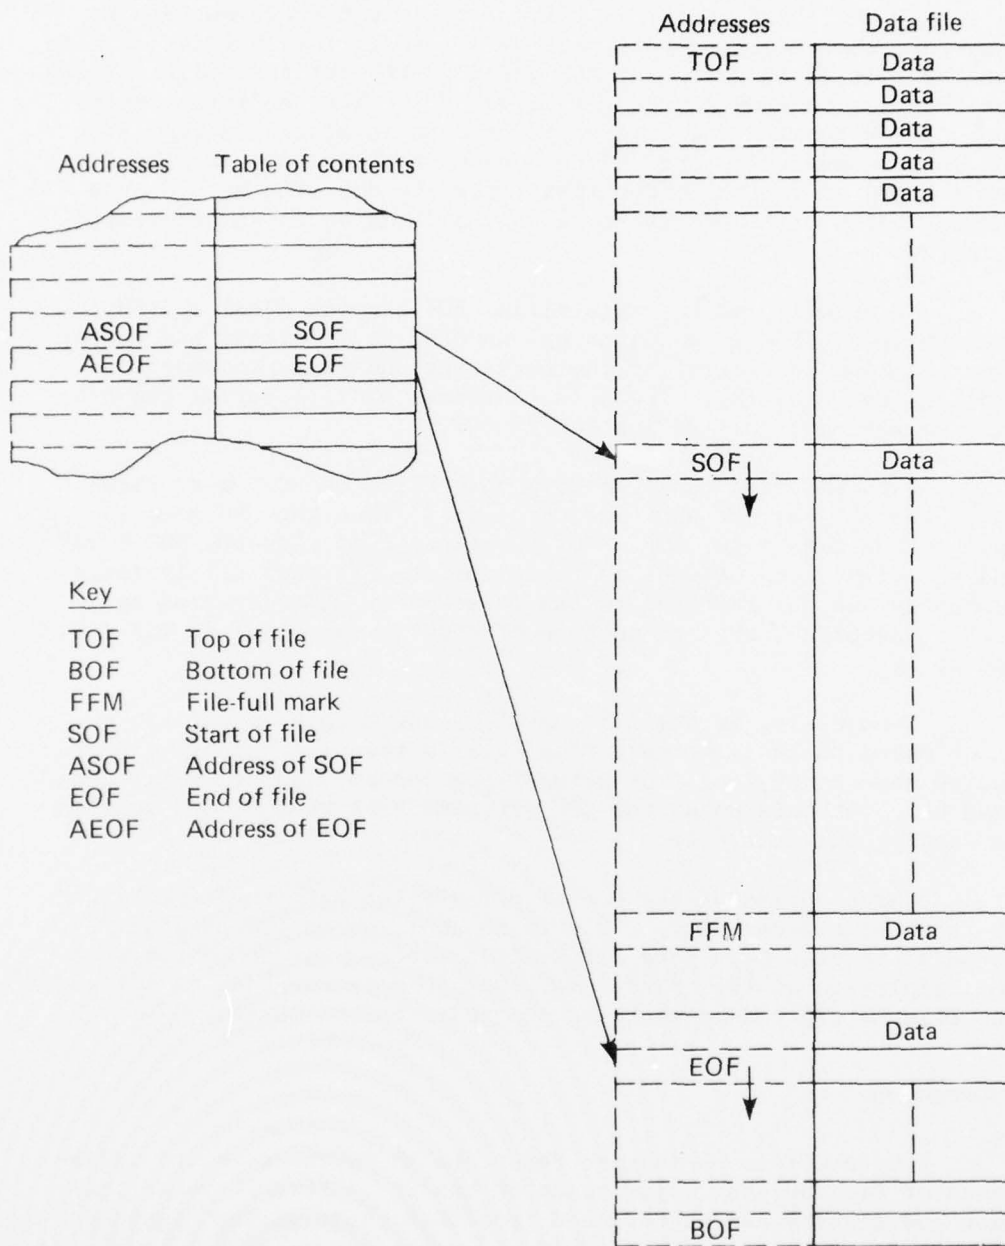 Addresses Data file
TOF Data
Data
Data
Data
Data
Addresses Table of contents
ASOF SOF
AEOF EOF
SOF Data
Key
TOF Top of file
BOF Bottom of file
FFM File-full mark
SOF Start of file
ASOF Address of SOF
EOF End of file
AEOF Address of EOF
FFM Data
Data
EOF
BOF